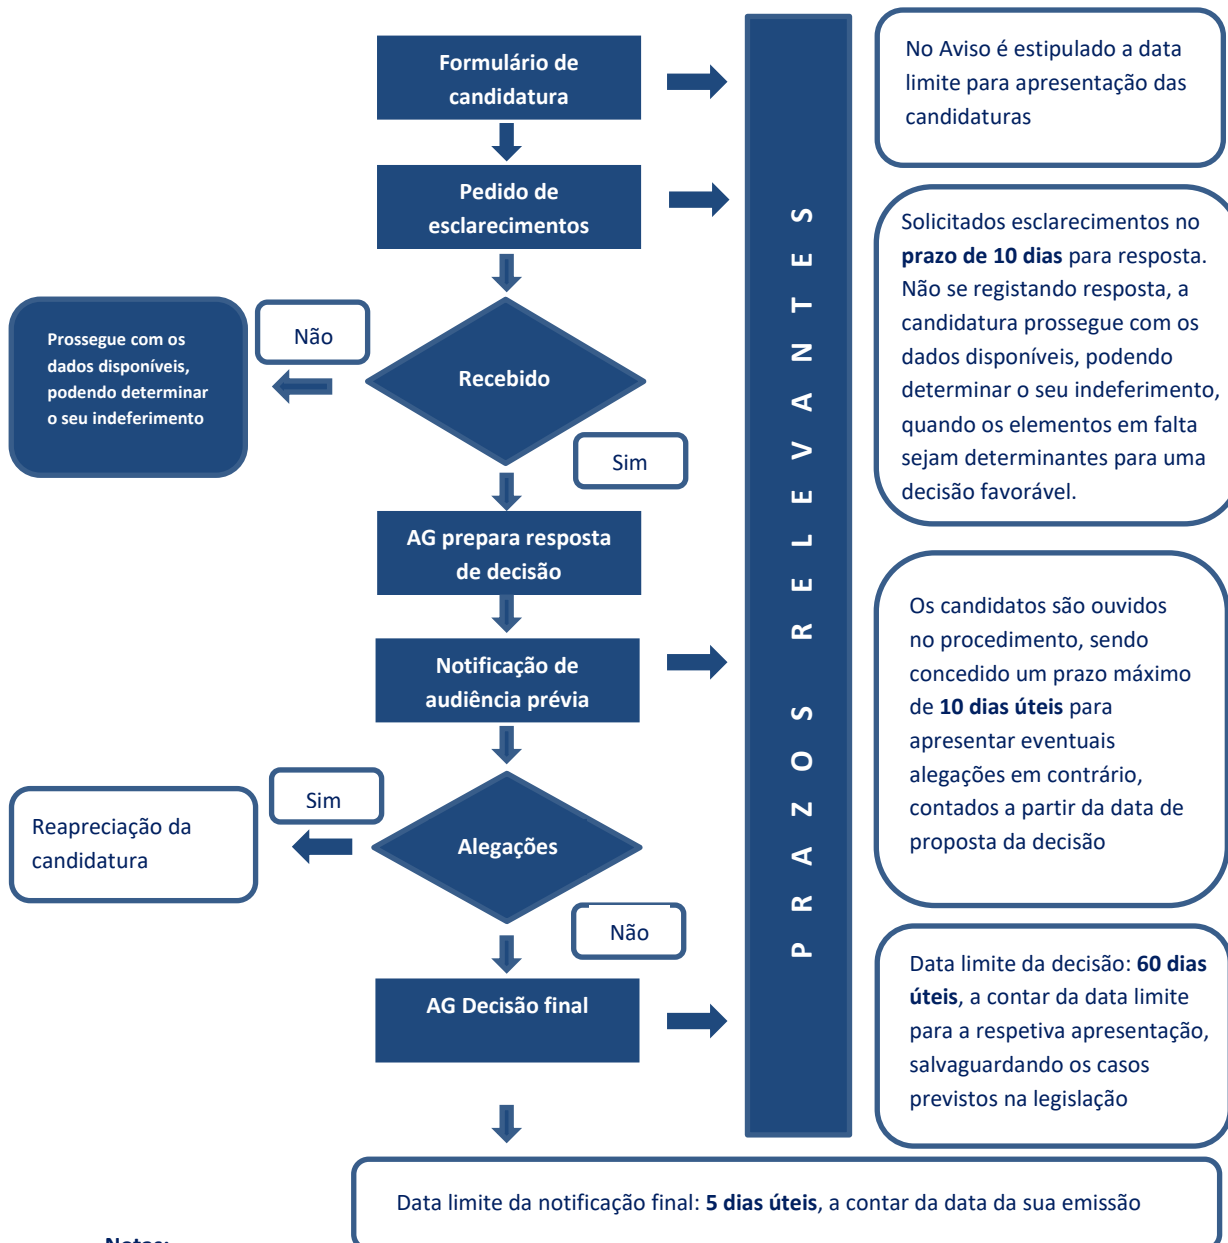 Formulário de
candidatura
No Aviso é estipulado a data
limite para apresentação das
candidaturas
Pedido de
esclarecimentos
Solicitados esclarecimentos no
prazo de 10 dias para resposta.
Não se registando resposta, a
candidatura prossegue com os
dados disponíveis, podendo
determinar o seu indeferimento,
quando os elementos em falta
sejam determinantes para uma
decisão favorável.
Não
Prossegue com os
dados disponíveis,
podendo determinar
o seu indeferimento
Recebido
Sim
AG prepara resposta
de decisão
Notificação de
audiência prévia
Os candidatos são ouvidos
no procedimento, sendo
concedido um prazo máximo
de 10 dias úteis para
apresentar eventuais
alegações em contrário,
contados a partir da data de
proposta da decisão
Sim
Reapreciação da
candidatura
Alegações
Não
AG Decisão final
Data limite da decisão: 60 dias
úteis, a contar da data limite
para a respetiva apresentação,
salvaguardando os casos
previstos na legislação
PRAZOS RELEVANTES
Data limite da notificação final: 5 dias úteis, a contar da data da sua emissão
Notas: